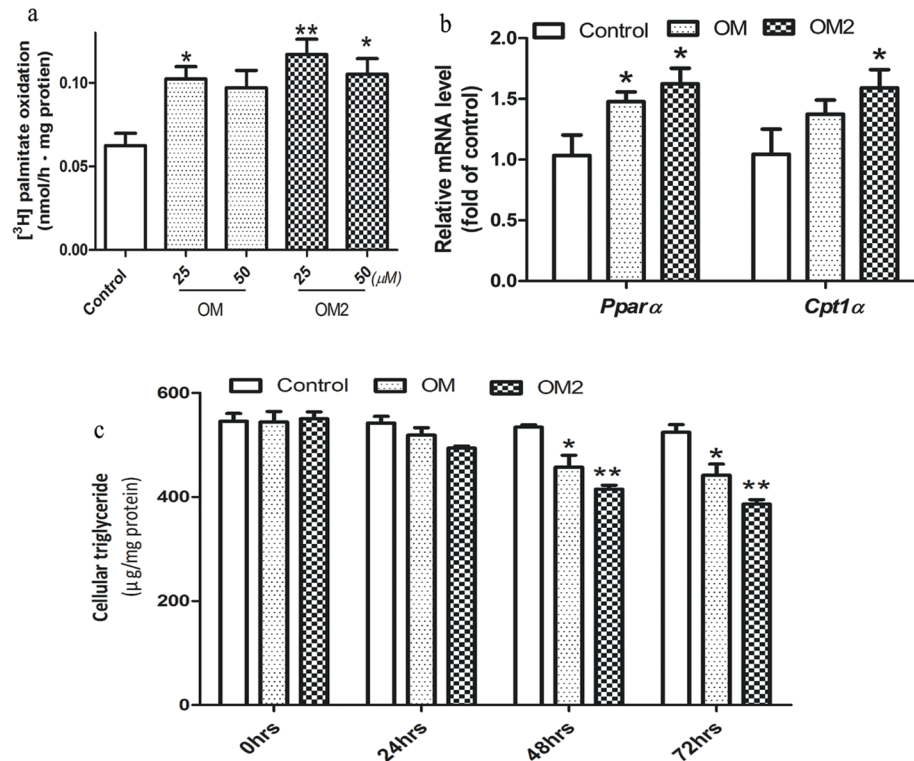 a
[³H] palmitate oxidation
(nmol/h · mg protien)
0.10
0.05
0.00
*
**
*
Control
25
50
25
50 (μM)
OM
OM2
b
Control
OM
OM2
Relative mRNA level
(fold of control)
2.0
1.5
1.0
0.5
0.0
*
*
*
Ppar α
Cpt1 α
c
Control
OM
OM2
Cellular triglyceride
(μg/mg protein)
600
400
200
0
*
**
*
**
0hrs
24hrs
48hrs
72hrs